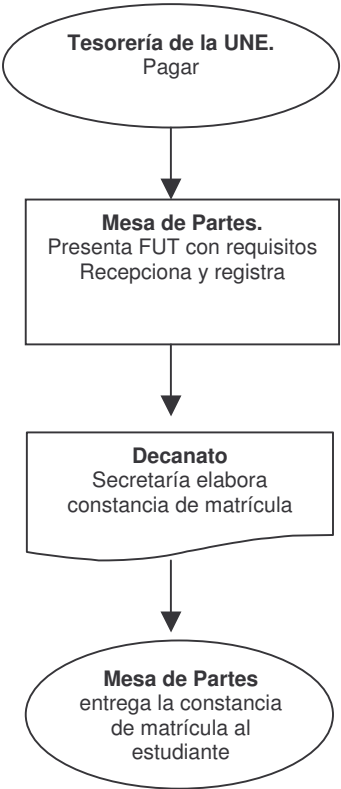 Tesorería de la UNE.
Pagar
Mesa de Partes.
Presenta FUT con requisitos
Recepciona y registra
Decanato
Secretaría elabora
constancia de matrícula
Mesa de Partes
entrega la constancia
de matrícula al
estudiante